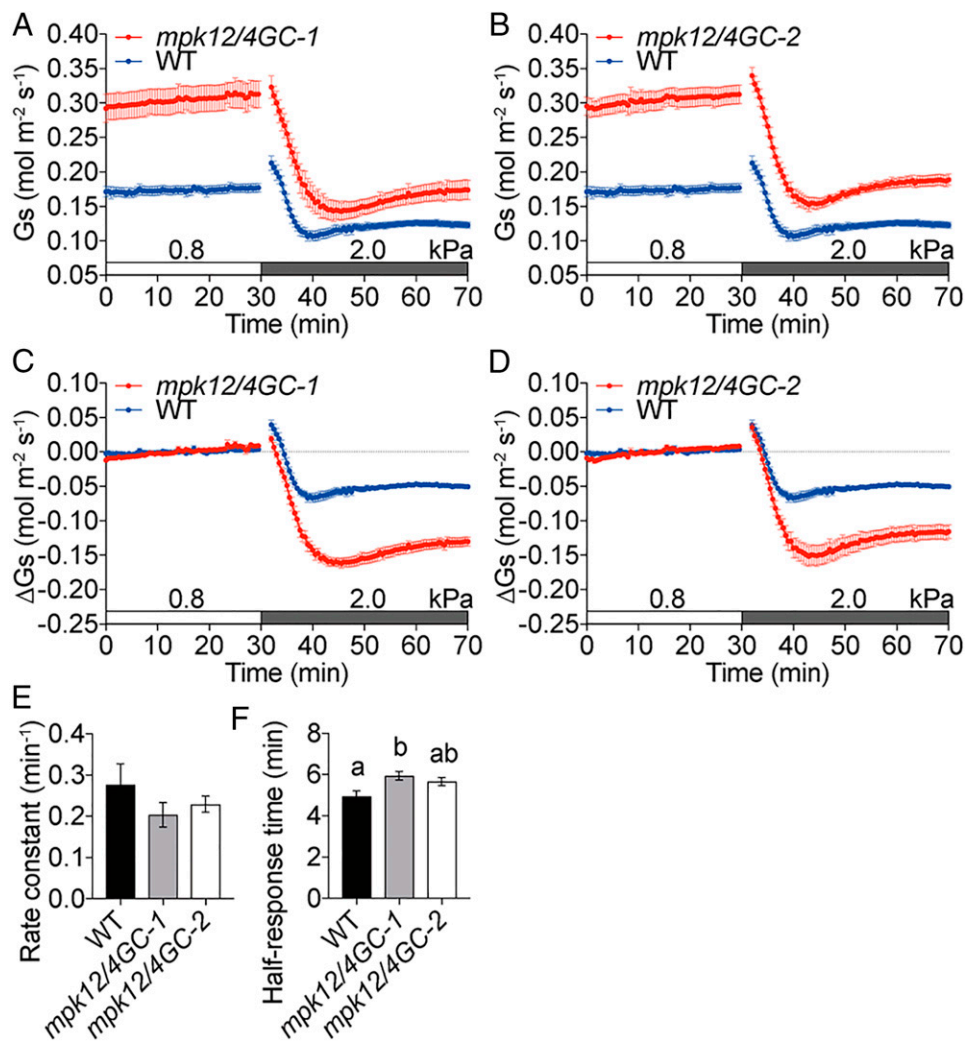 A
mpk12/4GC-1
WT
Gs (mol m-2 s-1)
0.40
0.35
0.30
0.25
0.20
0.15
0.10
0.05
0.8 2.0 kPa
0 10 20 30 40 50 60 70
Time (min)
B
mpk12/4GC-2
WT
Gs (mol m-2 s-1)
0.40
0.35
0.30
0.25
0.20
0.15
0.10
0.05
0.8 2.0 kPa
0 10 20 30 40 50 60 70
Time (min)
C
mpk12/4GC-1
WT
ΔGs (mol m-2 s-1)
0.10
0.05
0.00
-0.05
-0.10
-0.15
-0.20
-0.25
0.8 2.0 kPa
0 10 20 30 40 50 60 70
Time (min)
D
mpk12/4GC-2
WT
ΔGs (mol m-2 s-1)
0.10
0.05
0.00
-0.05
-0.10
-0.15
-0.20
-0.25
0.8 2.0 kPa
0 10 20 30 40 50 60 70
Time (min)
E
Rate constant (min-1)
0.4
0.3
0.2
0.1
0.0
WT
mpk12/4GC-1
mpk12/4GC-2
F
Half-response time (min)
8
6
4
2
0
a b ab
WT
mpk12/4GC-1
mpk12/4GC-2